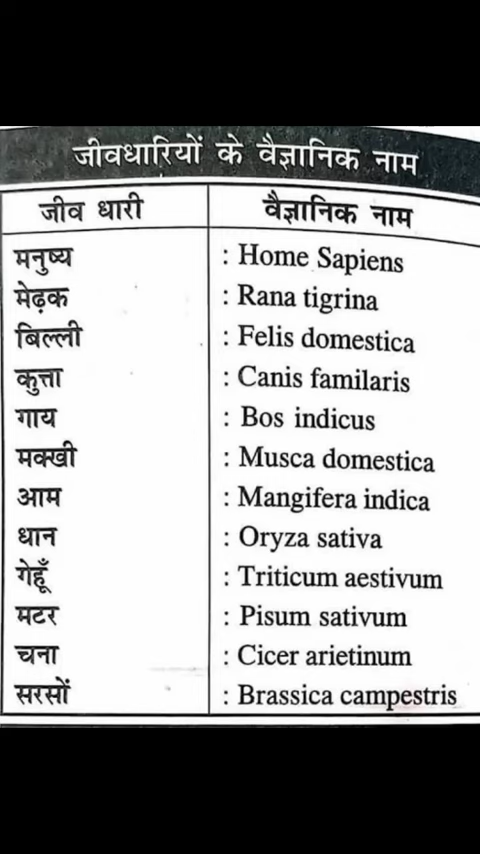 जीवधारियों के वैज्ञानिक नाम
जीव धारी वैज्ञानिक नाम
मनुष्य : Home Sapiens
मेढ़क : Rana tigrina
बिल्ली : Felis domestica
कुत्ता : Canis familaris
गाय : Bos indicus
मक्खी : Musca domestica
आम : Mangifera indica
धान : Oryza sativa
गेहूँ : Triticum aestivum
मटर : Pisum sativum
चना : Cicer arietinum
सरसों : Brassica campestris